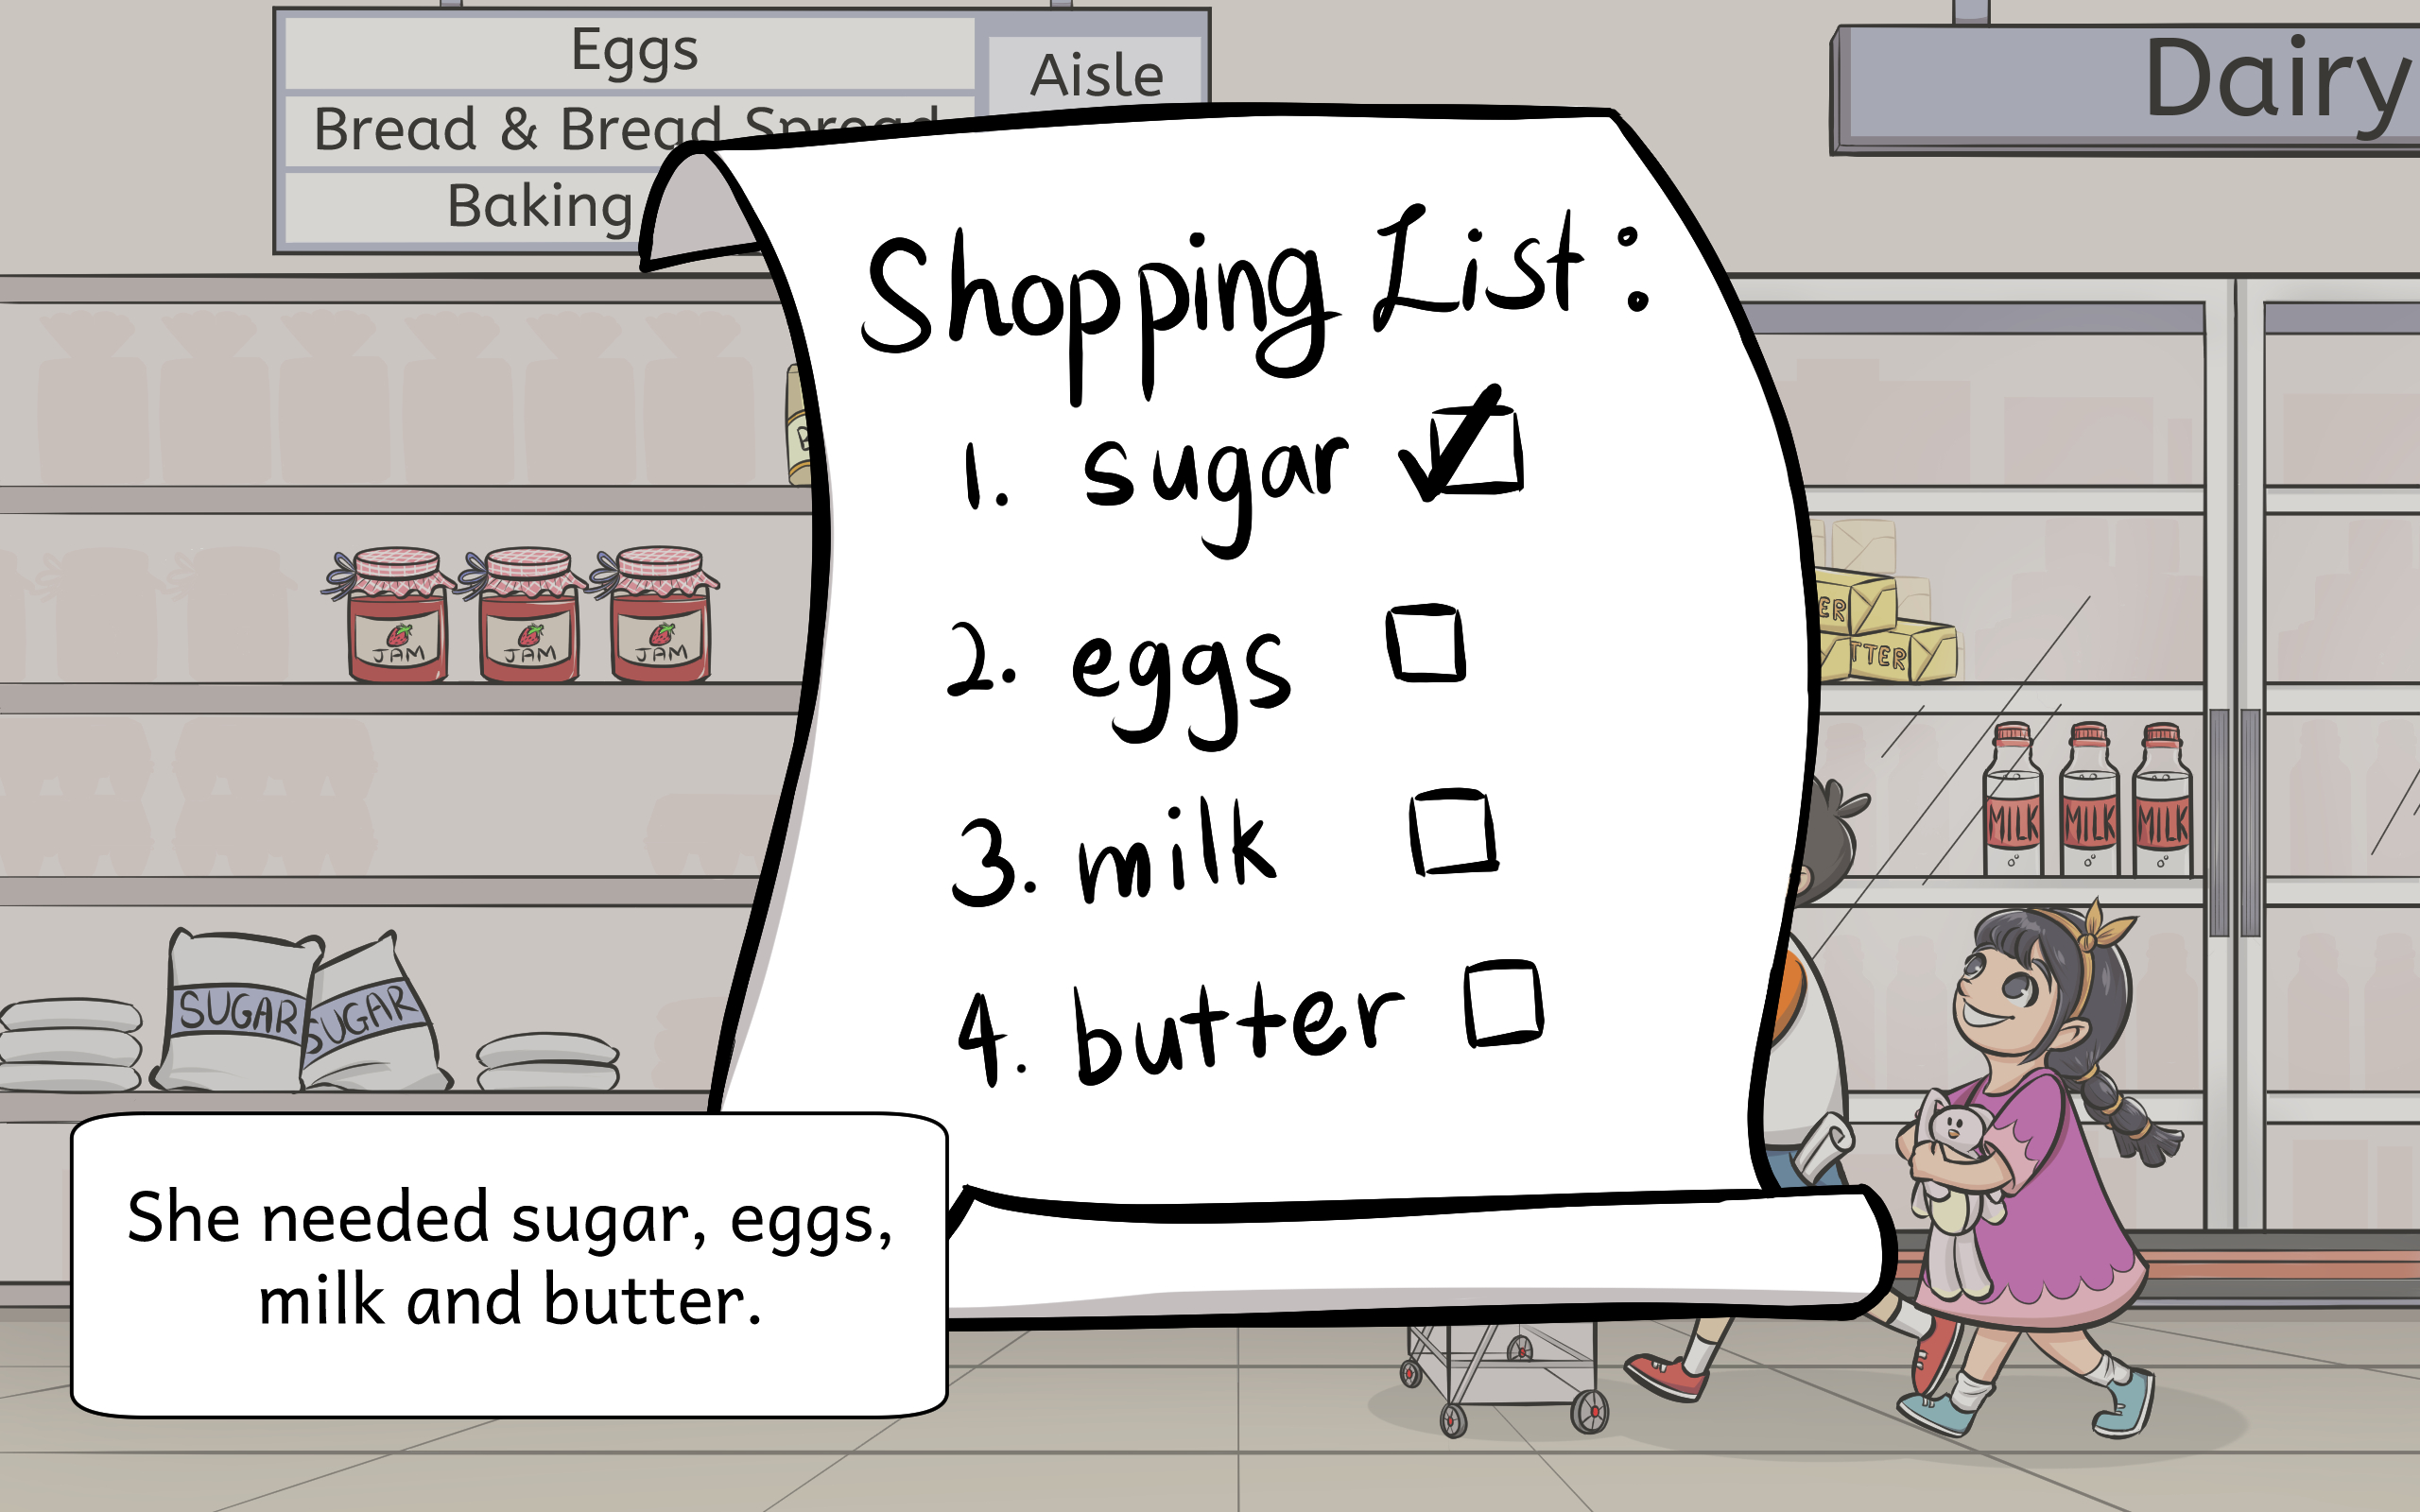 Eggs
Bread & Bread Spread
Baking
Aisle
Dairy
Shopping List:
1. sugar
2. eggs
3. milk
4. butter
JAM
JAM
JAM
TTER
MILK
MILK
MILK
SUGAR
SUGAR
She needed sugar, eggs,
milk and butter.